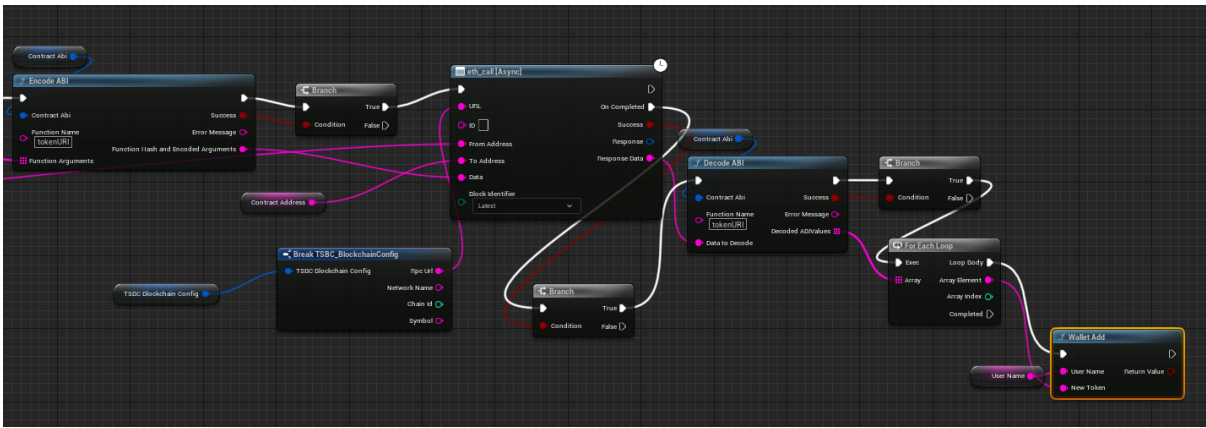 Contract Abi
Encode ABI
Contract Abi
Success
Function Name
tokenURI
Error Message
Function Hash and Encoded Arguments
Function Arguments
Branch
True
Condition
False
eth_call [Async]
URL
On Completed
ID
Success
From Address
Response
To Address
Response Data
Data
Block Identifier
Latest
Contract Address
Break TSBC_BlockchainConfig
TSBC Blockchain Config
Rpc Url
Network Name
Chain Id
Symbol
TSBC Blockchain Config
Branch
True
Condition
False
Contract Abi
Decode ABI
Contract Abi
Success
Function Name
tokenURI
Error Message
Decoded ABIValues
Data to Decode
Branch
True
Condition
False
For Each Loop
Exec
Loop Body
Array
Array Element
Array Index
Completed
User Name
Wallet Add
User Name
Return Value
New Token